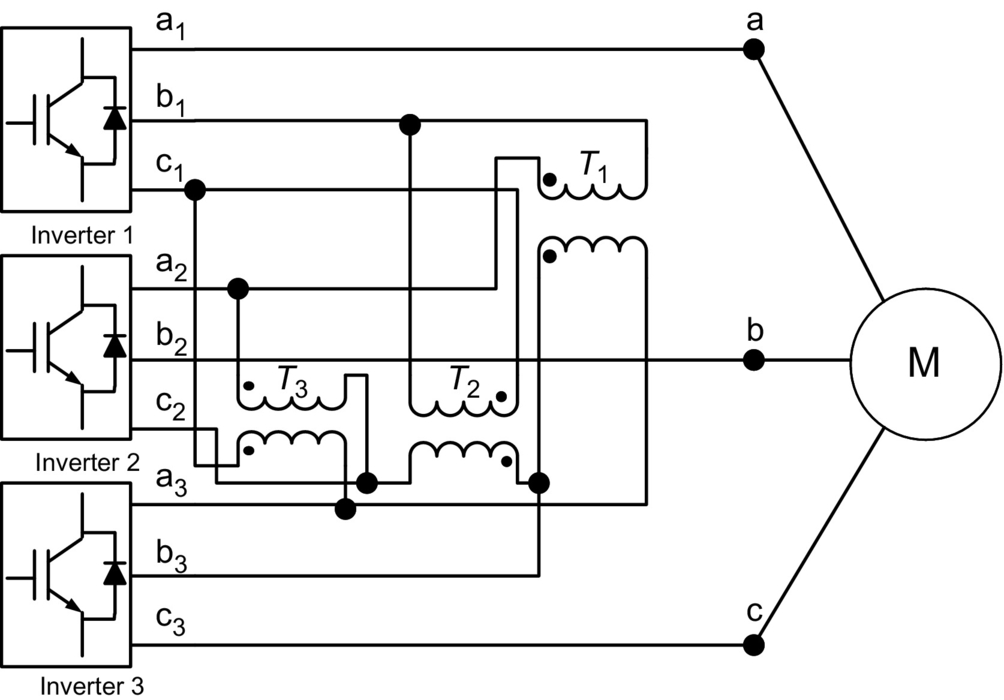 a1
a
b1
c1
T1
Inverter 1
a2
b2
b
M
T3
T2
c2
Inverter 2
a3
b3
c3
c
Inverter 3